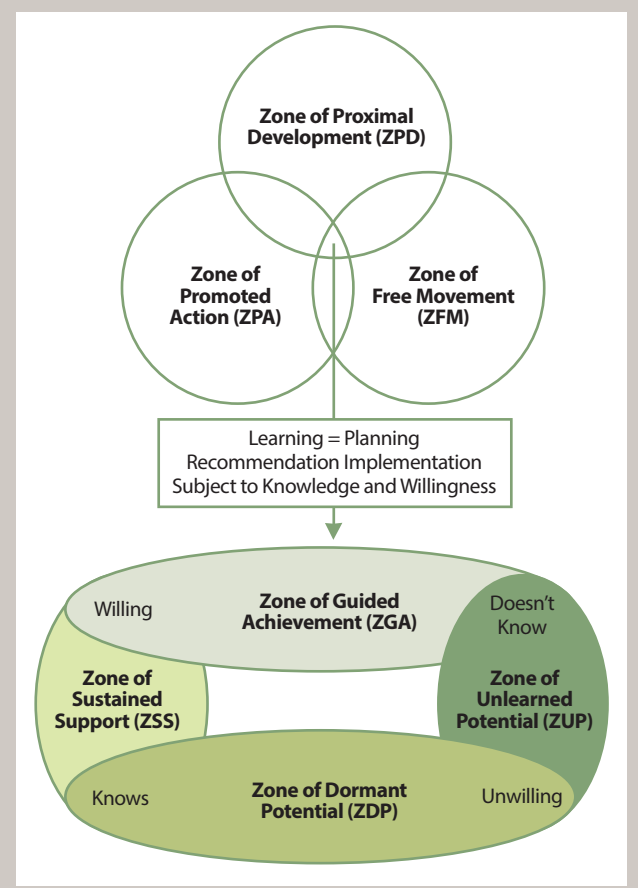 Zone of Proximal
Development (ZPD)
Zone of
Promoted
Action (ZPA)
Zone of
Free Movement
(ZFM)
Learning = Planning
Recommendation Implementation
Subject to Knowledge and Willingness
Willing
Zone of Guided
Achievement (ZGA)
Doesn't
Know
Zone of
Sustained
Support (ZSS)
Zone of
Unlearned
Potential (ZUP)
Knows
Zone of Dormant
Potential (ZDP)
Unwilling